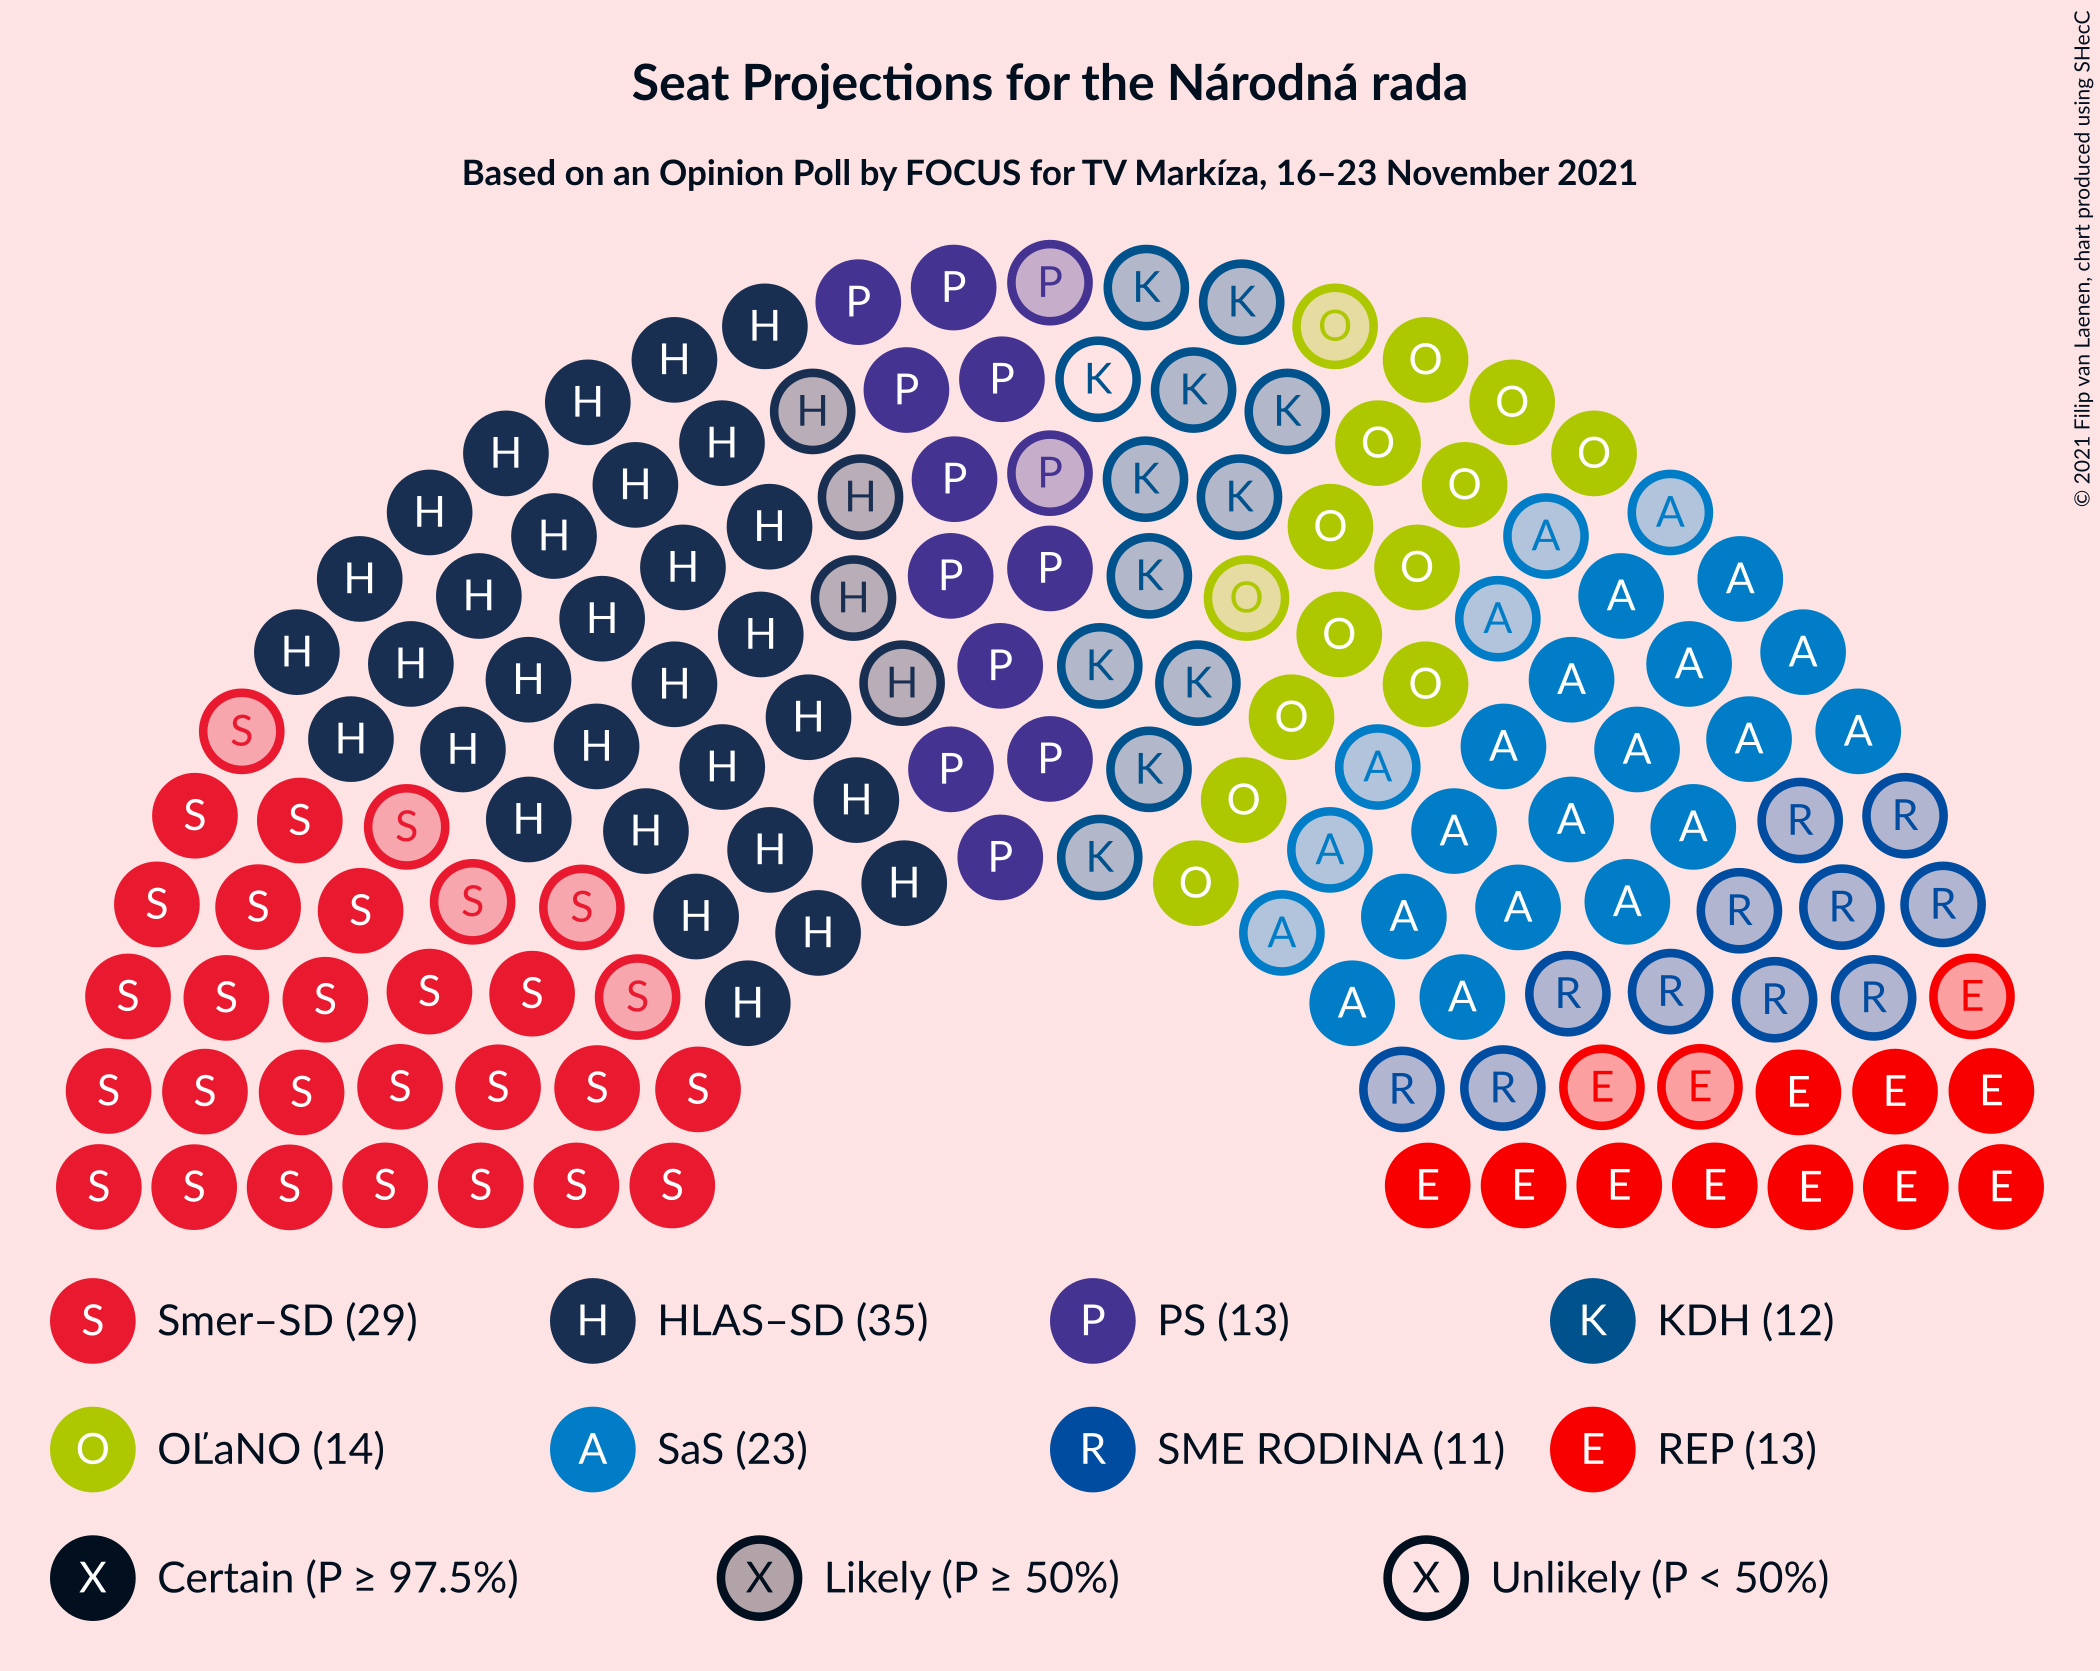 Seat Projections for the Národná rada
Based on an Opinion Poll by FOCUS for TV Markíza, 16–23 November 2021
© 2021 Filip van Laenen, chart produced using SHecC
P P P K K
H O
H P P K K O
H H K O
H H O O
H H P P K K O
H H H O A A
H H H H P P K O O A A
H H H H P K O A A A
H H H K O A
S H H H H H P P K O A A A A A
S S S H H H H P K O A A A A R R
S S S S S H H H O A A A A R R R
S S S S S S H A A R R R R E
S S S S S S S R R E E E E E
S S S S S S S E E E E E E E
S Smer–SD (29) H HLAS–SD (35) P PS (13) K KDH (12)
O OĽaNO (14) A SaS (23) R SME RODINA (11) E REP (13)
X Certain (P ≥ 97.5%) X Likely (P ≥ 50%) X Unlikely (P < 50%)